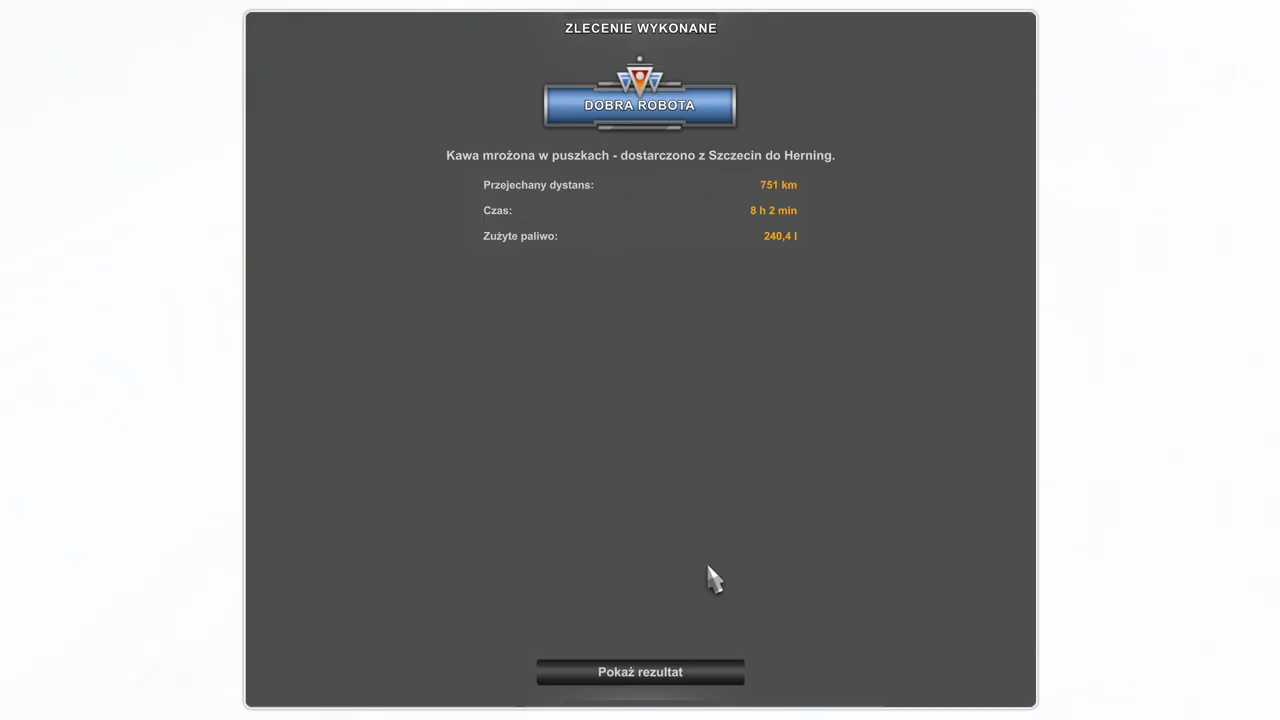 ZLECENIE WYKONANE
DOBRA ROBOTA
Kawa mrożona w puszkach - dostarczono z Szczecin do Herning.
Przejechany dystans: 751 km
Czas: 8 h 2 min
Zużyte paliwo: 240,4 l
Pokaż rezultat